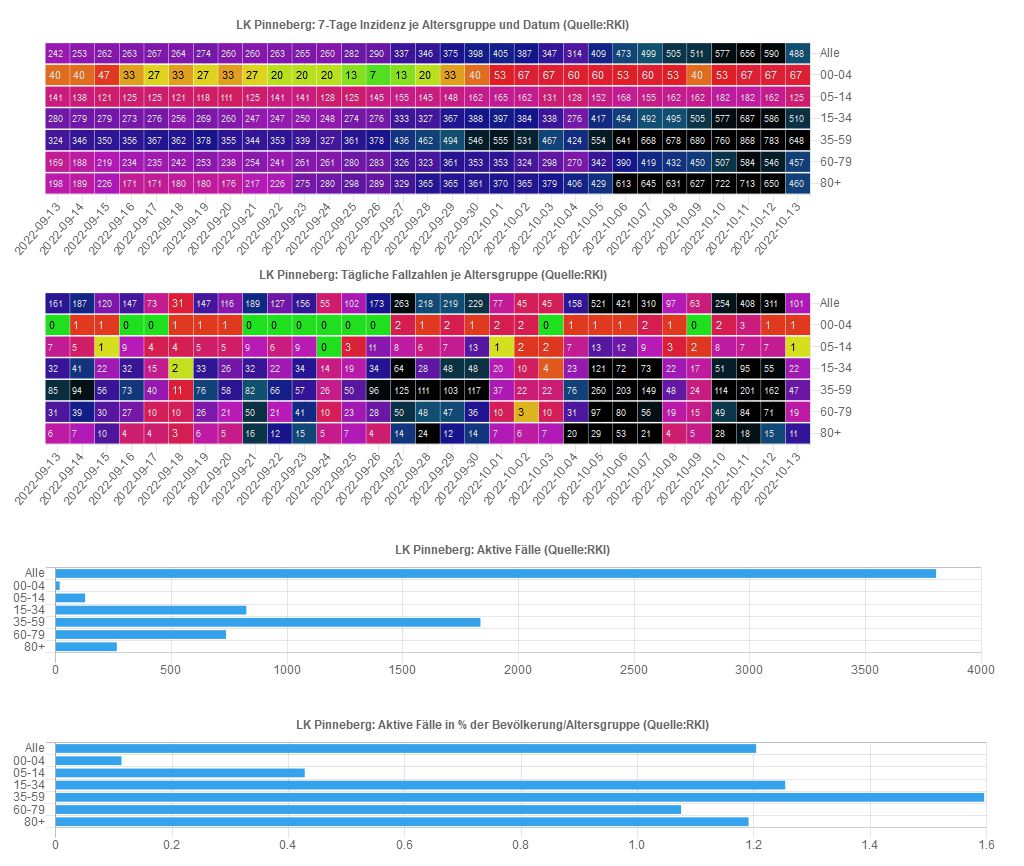 LK Pinneberg: 7-Tage Inzidenz je Altersgruppe und Datum (Quelle:RKI)
242 253 262 263 267 264 274 260 260 263 260 265 260 282 290 337 346 375 398 405 387 347 314 409 473 499 505 511 577 656 590 488 Alle
40 40 47 33 27 33 27 33 27 20 20 20 13 7 13 20 33 40 53 67 67 60 60 53 60 53 40 53 67 67 67 00-04
141 138 121 125 125 121 118 111 125 141 141 128 125 145 155 148 162 165 162 131 128 152 168 155 162 162 182 182 162 125 05-14
280 279 279 273 276 256 269 260 247 247 250 248 274 276 333 327 367 388 397 384 338 276 417 454 492 495 505 577 687 586 510 15-34
324 346 350 356 367 362 378 355 344 353 339 327 361 378 436 462 494 546 555 531 467 424 554 641 668 678 680 760 868 783 648 35-59
169 188 219 234 235 242 253 238 254 241 261 261 280 283 326 323 361 353 353 324 298 270 342 390 419 432 450 507 584 546 457 60-79
198 189 226 171 171 180 180 176 217 226 275 280 298 289 329 365 365 361 370 365 379 406 429 613 645 631 627 722 713 650 460 80+
2022-09-13 2022-09-14 2022-09-15 2022-09-16 2022-09-17 2022-09-18 2022-09-19 2022-09-20 2022-09-21 2022-09-22 2022-09-23 2022-09-24 2022-09-25 2022-09-26 2022-09-27 2022-09-28 2022-09-29 2022-09-30 2022-10-01 2022-10-02 2022-10-03 2022-10-04 2022-10-05 2022-10-06 2022-10-07 2022-10-08 2022-10-09 2022-10-10 2022-10-11 2022-10-12 2022-10-13
LK Pinneberg: Tägliche Fallzahlen je Altersgruppe (Quelle:RKI)
161 187 120 147 73 31 147 116 189 127 156 55 102 173 263 218 219 229 77 45 45 158 521 421 310 97 63 254 408 311 101 Alle
0 1 1 0 0 1 1 1 0 0 0 0 0 0 2 1 2 1 2 2 0 1 1 1 2 1 0 2 3 1 1 00-04
7 5 1 9 4 4 5 5 9 6 9 0 3 11 8 6 7 13 1 2 2 7 13 12 9 3 2 8 7 7 1 05-14
32 41 22 32 15 2 33 26 32 22 34 14 19 34 64 28 48 48 20 10 4 23 121 72 73 22 17 51 95 55 22 15-34
85 94 56 73 40 11 76 58 82 66 57 26 50 96 125 111 103 117 37 22 22 76 260 203 149 48 24 114 201 162 47 35-59
31 39 30 27 10 10 26 21 50 21 41 10 23 28 50 48 47 36 10 3 10 31 97 80 56 19 15 49 84 71 19 60-79
6 7 10 4 4 3 6 5 16 12 15 5 7 4 14 24 12 14 7 6 7 20 29 53 21 4 5 28 18 15 11 80+
2022-09-13 2022-09-14 2022-09-15 2022-09-16 2022-09-17 2022-09-18 2022-09-19 2022-09-20 2022-09-21 2022-09-22 2022-09-23 2022-09-24 2022-09-25 2022-09-26 2022-09-27 2022-09-28 2022-09-29 2022-09-30 2022-10-01 2022-10-02 2022-10-03 2022-10-04 2022-10-05 2022-10-06 2022-10-07 2022-10-08 2022-10-09 2022-10-10 2022-10-11 2022-10-12 2022-10-13
LK Pinneberg: Aktive Fälle (Quelle:RKI)
Alle
00-04
05-14
15-34
35-59
60-79
80+
0 500 1000 1500 2000 2500 3000 3500 4000
LK Pinneberg: Aktive Fälle in % der Bevölkerung/Altersgruppe (Quelle:RKI)
Alle
00-04
05-14
15-34
35-59
60-79
80+
0 0.2 0.4 0.6 0.8 1.0 1.2 1.4 1.6